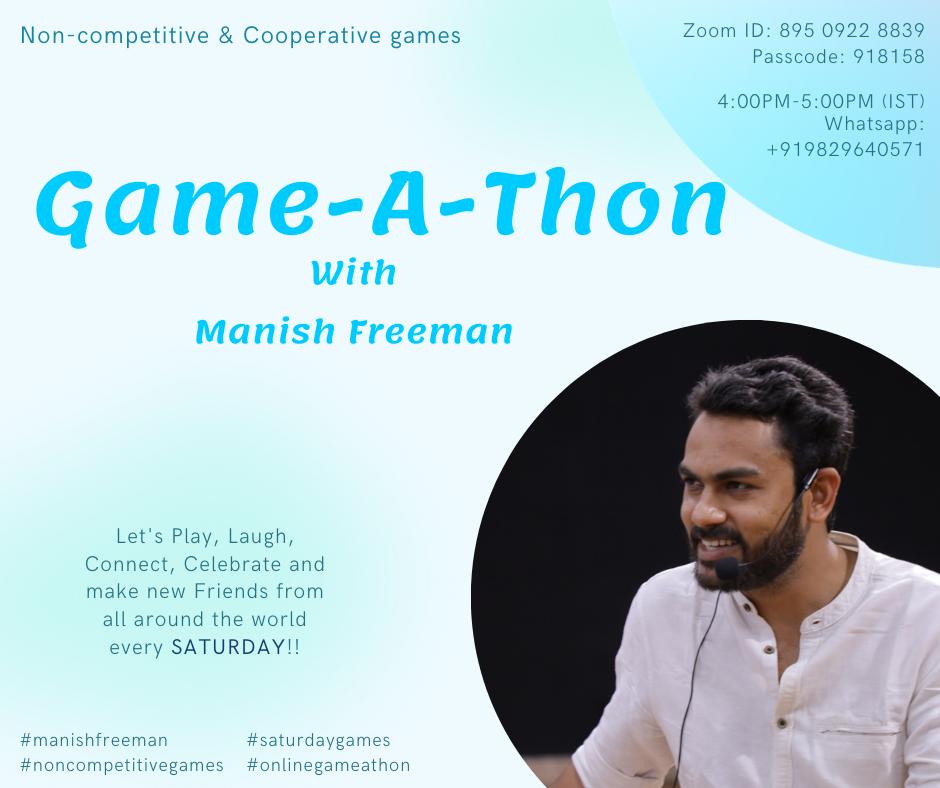 Non-competitive & Cooperative games
Zoom ID: 895 0922 8839
Passcode: 918158
4:00PM-5:00PM (IST)
Whatsapp:
+919829640571
Game-A-Thon
With
Manish Freeman
Let's Play, Laugh,
Connect, Celebrate and
make new Friends from
all around the world
every SATURDAY!!
#manishfreeman #saturdaygames
#noncompetitivegames #onlinegameathon